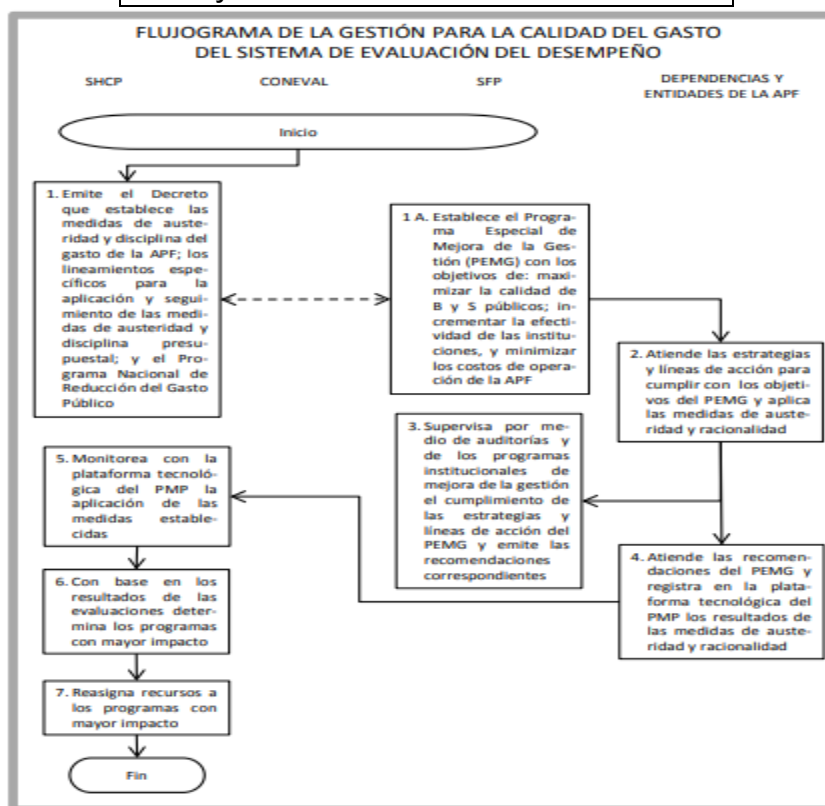 FLUJOGRAMA DE LA GESTIÓN PARA LA CALIDAD DEL GASTO
DEL SISTEMA DE EVALUACIÓN DEL DESEMPEÑO
SHCP
CONEVAL
SFP
DEPENDENCIAS Y
ENTIDADES DE LA APF
Inicio
1. Emite el Decreto
que establece las
medidas de auste-
ridad y disciplina del
gasto de la APF; los
lineamientos espe-
cíficos para la
aplicación y segui-
miento de las medi-
das de austeridad y
disciplina presu-
puestal; y el Pro-
grama Nacional de
Reducción del Gasto
Público
1 A. Establece el Progra-
ma Especial de
Mejora de la Ges-
tión (PEMG) con los
objetivos de: maxi-
mizar la calidad de
B y S públicos; in-
crementar la efecti-
vidad de las institu-
ciones, y minimizar
los costos de opera-
ción de la APF
2. Atiende las estrategias
y líneas de acción para
cumplir con los objeti-
vos del PEMG y aplica
las medidas de auste-
ridad y racionalidad
3. Supervisa por me-
dio de auditorías y
de los programas
institucionales de
mejora de la gestión
el cumplimiento de
las estrategias y
líneas de acción del
PEMG y emite las
recomendaciones
correspondientes
4. Atiende las recomen-
daciones del PEMG y
registra en la plata-
forma tecnológica del
PMP los resultados de
las medidas de auste-
ridad y racionalidad
5. Monitorea con la
plataforma tecnoló-
gica del PMP la
aplicación de las
medidas estable-
cidas
6. Con base en los
resultados de las
evaluaciones deter-
mina los programas
con mayor impacto
7. Reasigna recursos a
los programas con
mayor impacto
Fin